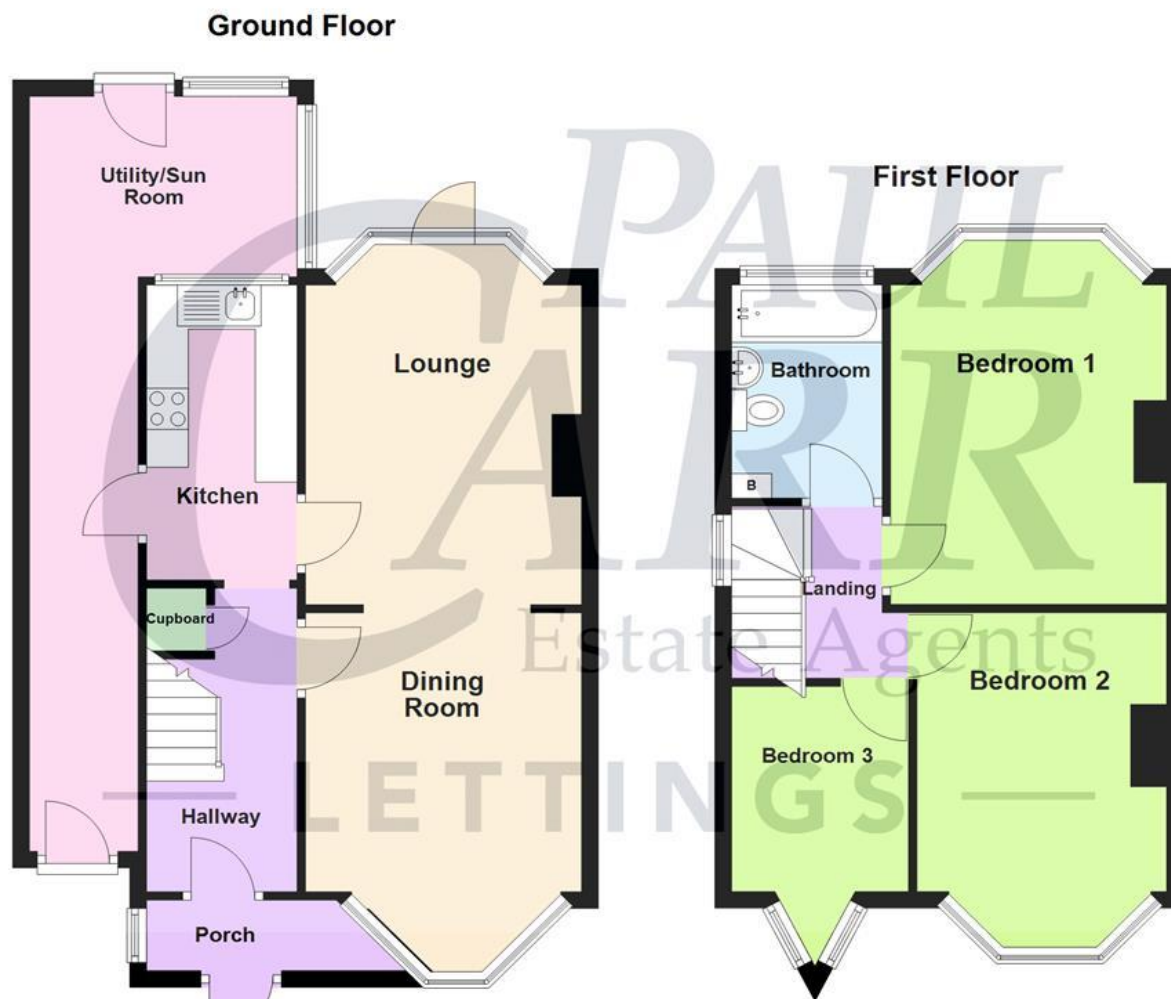 Ground Floor
Utility/Sun
Room
Lounge
Kitchen
Cupboard
Dining
Room
Hallway
Porch
First Floor
Bathroom
B
Bedroom 1
Landing
Bedroom 2
Bedroom 3
PAUL
CARR
Estate Agents
LETTINGS